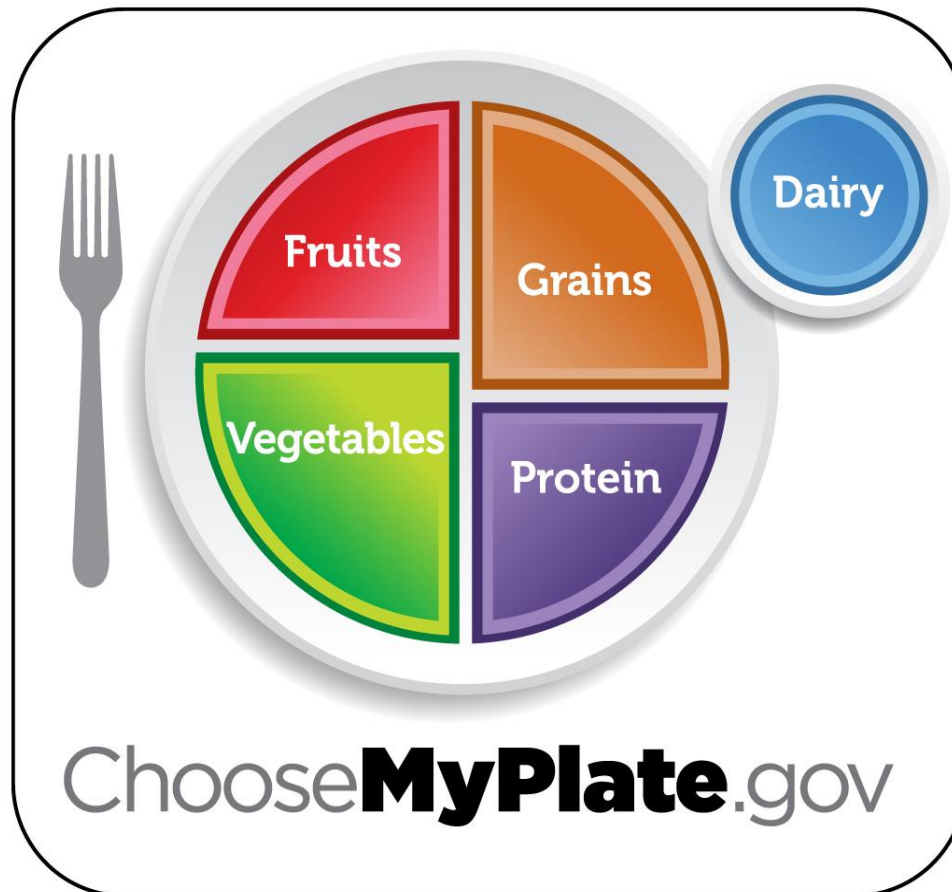 Fruits
Grains
Dairy
Vegetables
Protein
ChooseMyPlate.gov